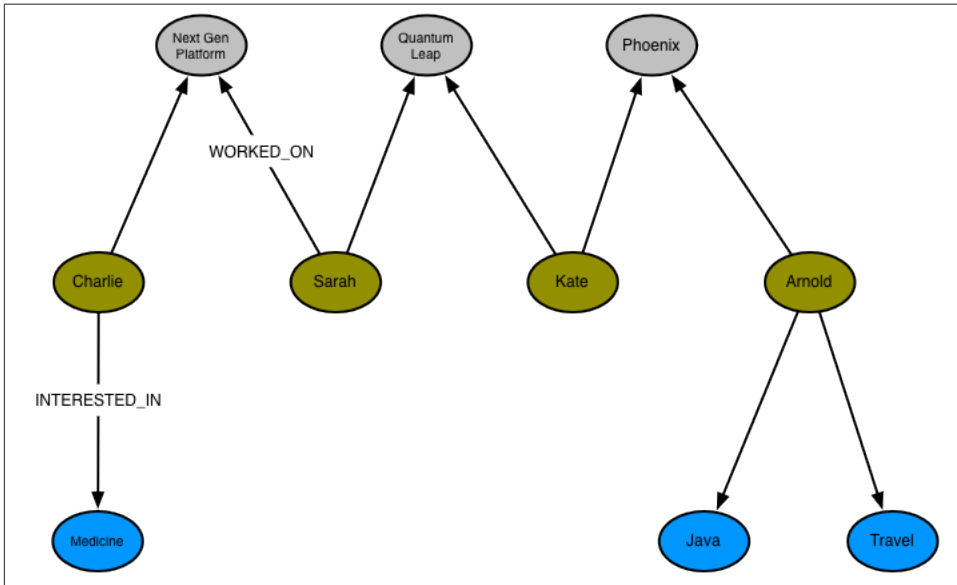 Next Gen
Platform
Quantum
Leap
Phoenix
WORKED_ON
Charlie
Sarah
Kate
Arnold
INTERESTED_IN
Medicine
Java
Travel